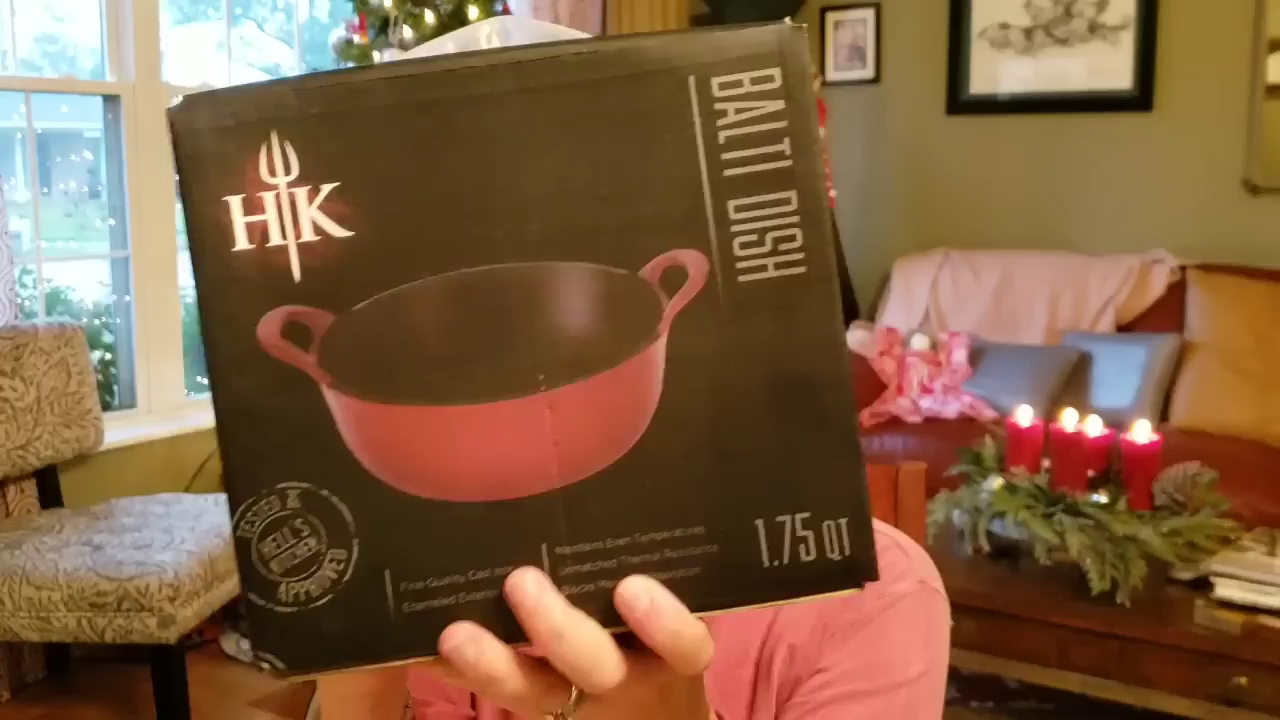 HK
BALTI DISH
TESTED &
HELL'S
KITCHEN
APPROVED
Fine Quality Cast
Enameled Exterior
Maintains Even Temperatures
Unmatched Thermal Resistance
1.75 QT